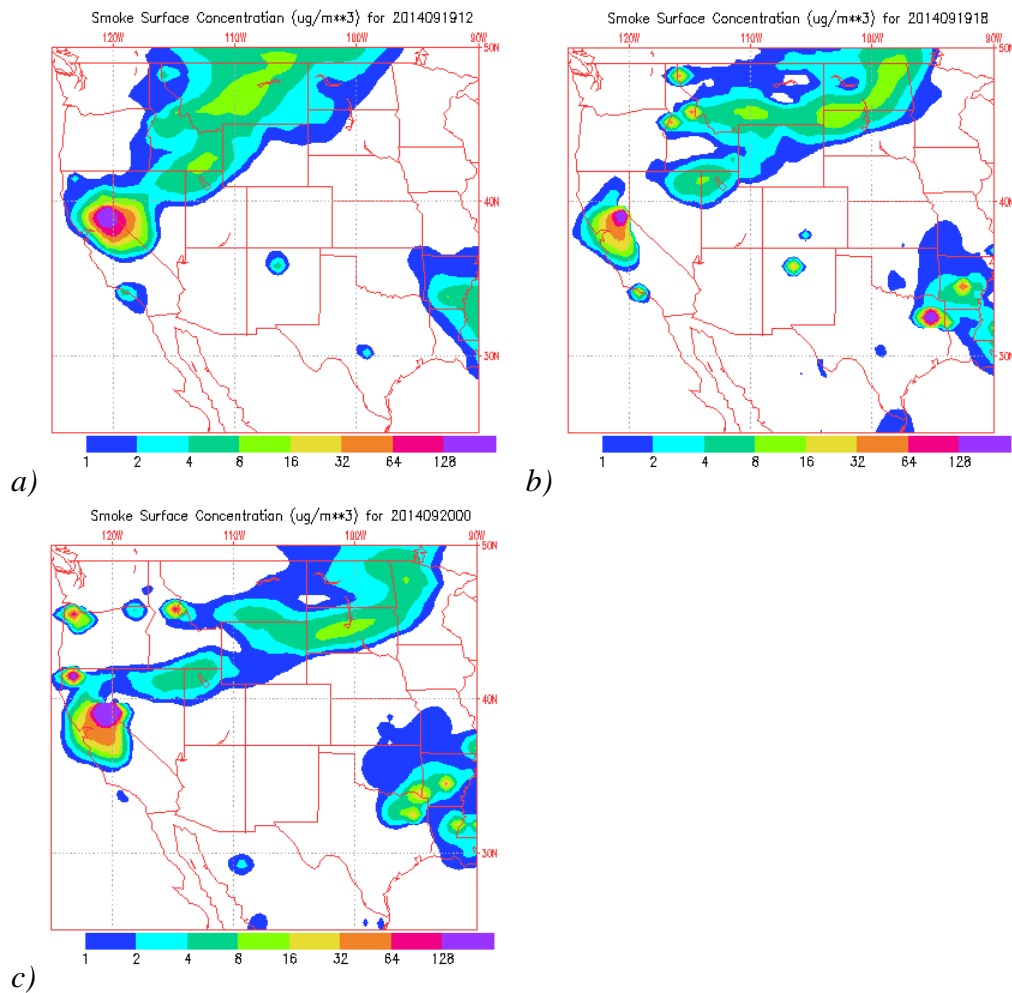 Smoke Surface Concentration (ug/m**3) for 2014091912
120W 110W 100W 90W
50N
40N
30N
1 2 4 8 16 32 64 128
a)
Smoke Surface Concentration (ug/m**3) for 2014091918
120W 110W 100W 90W
50N
40N
30N
1 2 4 8 16 32 64 128
b)
Smoke Surface Concentration (ug/m**3) for 2014092000
120W 110W 100W 90W
50N
40N
30N
1 2 4 8 16 32 64 128
c)